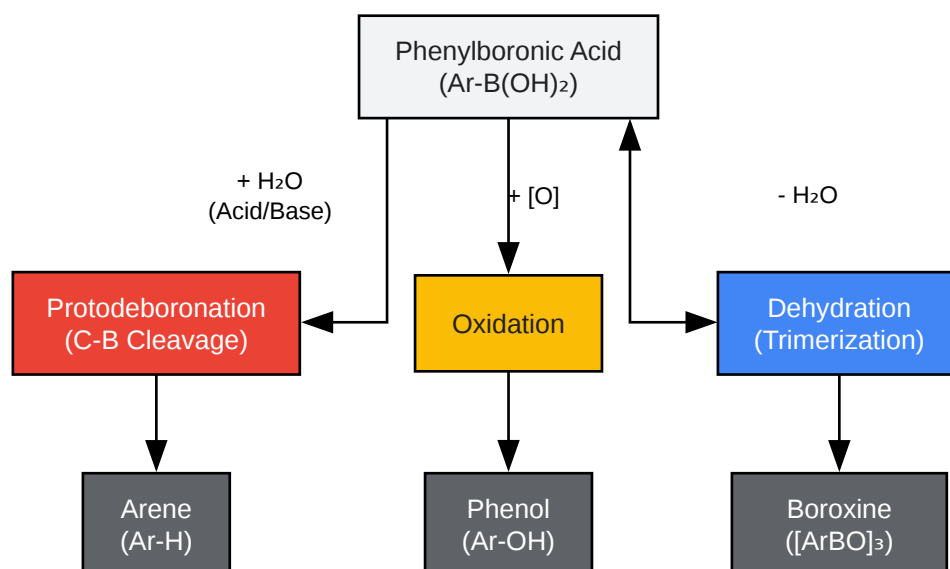 Phenylboronic Acid
(Ar-B(OH)₂)
+ H₂O
(Acid/Base)
+ [O]
- H₂O
Protodeboronation
(C-B Cleavage)
Oxidation
Dehydration
(Trimerization)
Arene
(Ar-H)
Phenol
(Ar-OH)
Boroxine
([ArBO]₃)